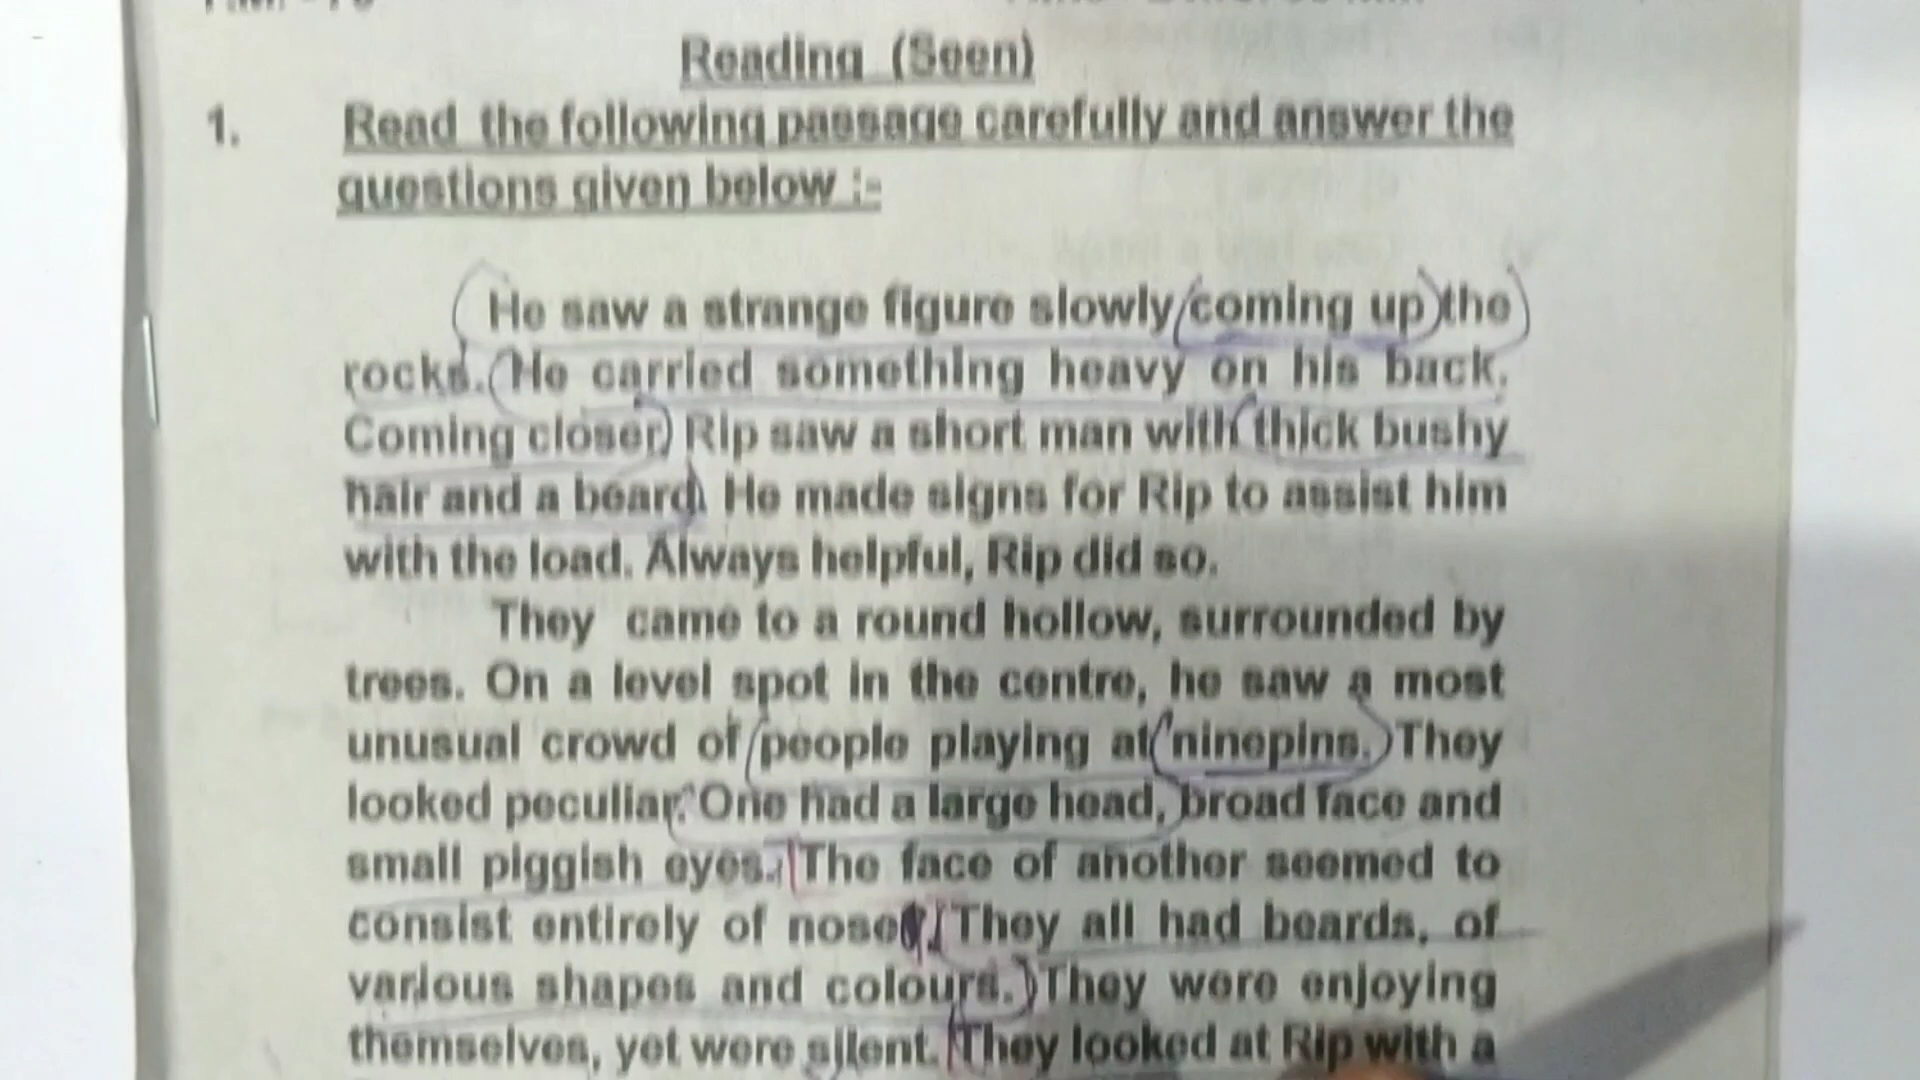 Reading (Seen)
1. Read the following passage carefully and answer the
questions given below :-
He saw a strange figure slowly coming up the
rocks. He carried something heavy on his back.
Coming closer, Rip saw a short man with thick bushy
hair and a beard. He made signs for Rip to assist him
with the load. Always helpful, Rip did so.
They came to a round hollow, surrounded by
trees. On a level spot in the centre, he saw a most
unusual crowd of people playing at ninepins. They
looked peculiar. One had a large head, broad face and
small piggish eyes. The face of another seemed to
consist entirely of nose. They all had beards, of
various shapes and colours. They were enjoying
themselves, yet were silent. They looked at Rip with a